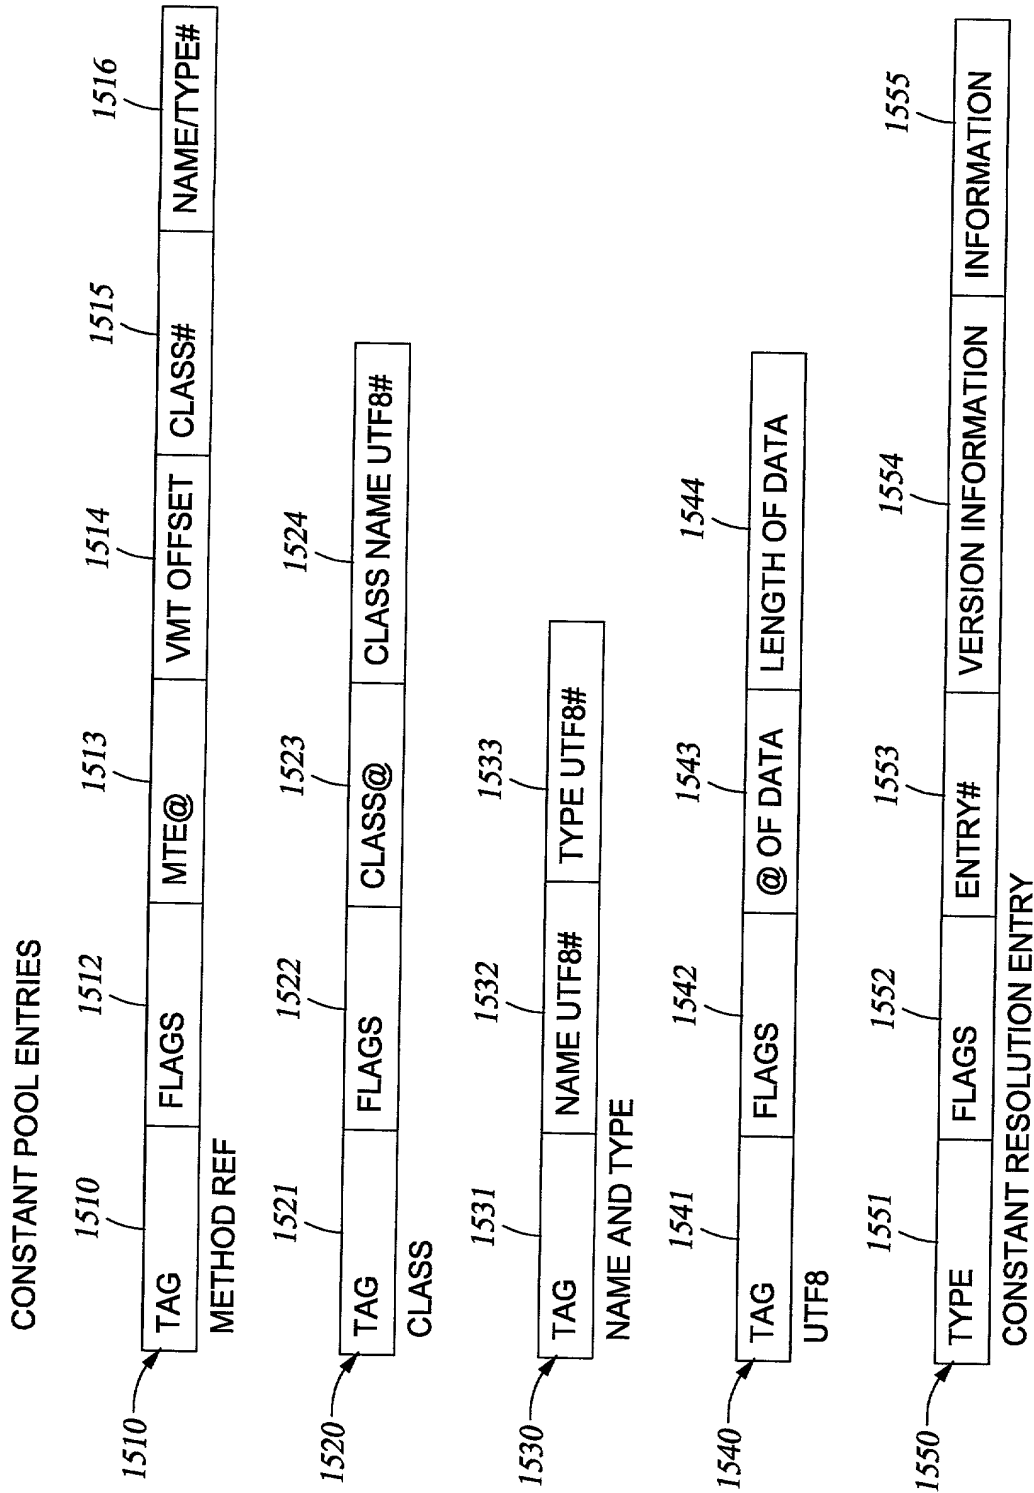 CONSTANT POOL ENTRIES
1510 1512 1513 1514 1515 1516
1510 TAG FLAGS MTE@ VMT OFFSET CLASS# NAME/TYPE#
METHOD REF
1521 1522 1523 1524
1520 TAG FLAGS CLASS@ CLASS NAME UTF8#
CLASS
1531 1532 1533
1530 TAG NAME UTF8# TYPE UTF8#
NAME AND TYPE
1541 1542 1543 1544
1540 TAG FLAGS @ OF DATA LENGTH OF DATA
UTF8
1551 1552 1553 1554 1555
1550 TYPE FLAGS ENTRY# VERSION INFORMATION INFORMATION
CONSTANT RESOLUTION ENTRY